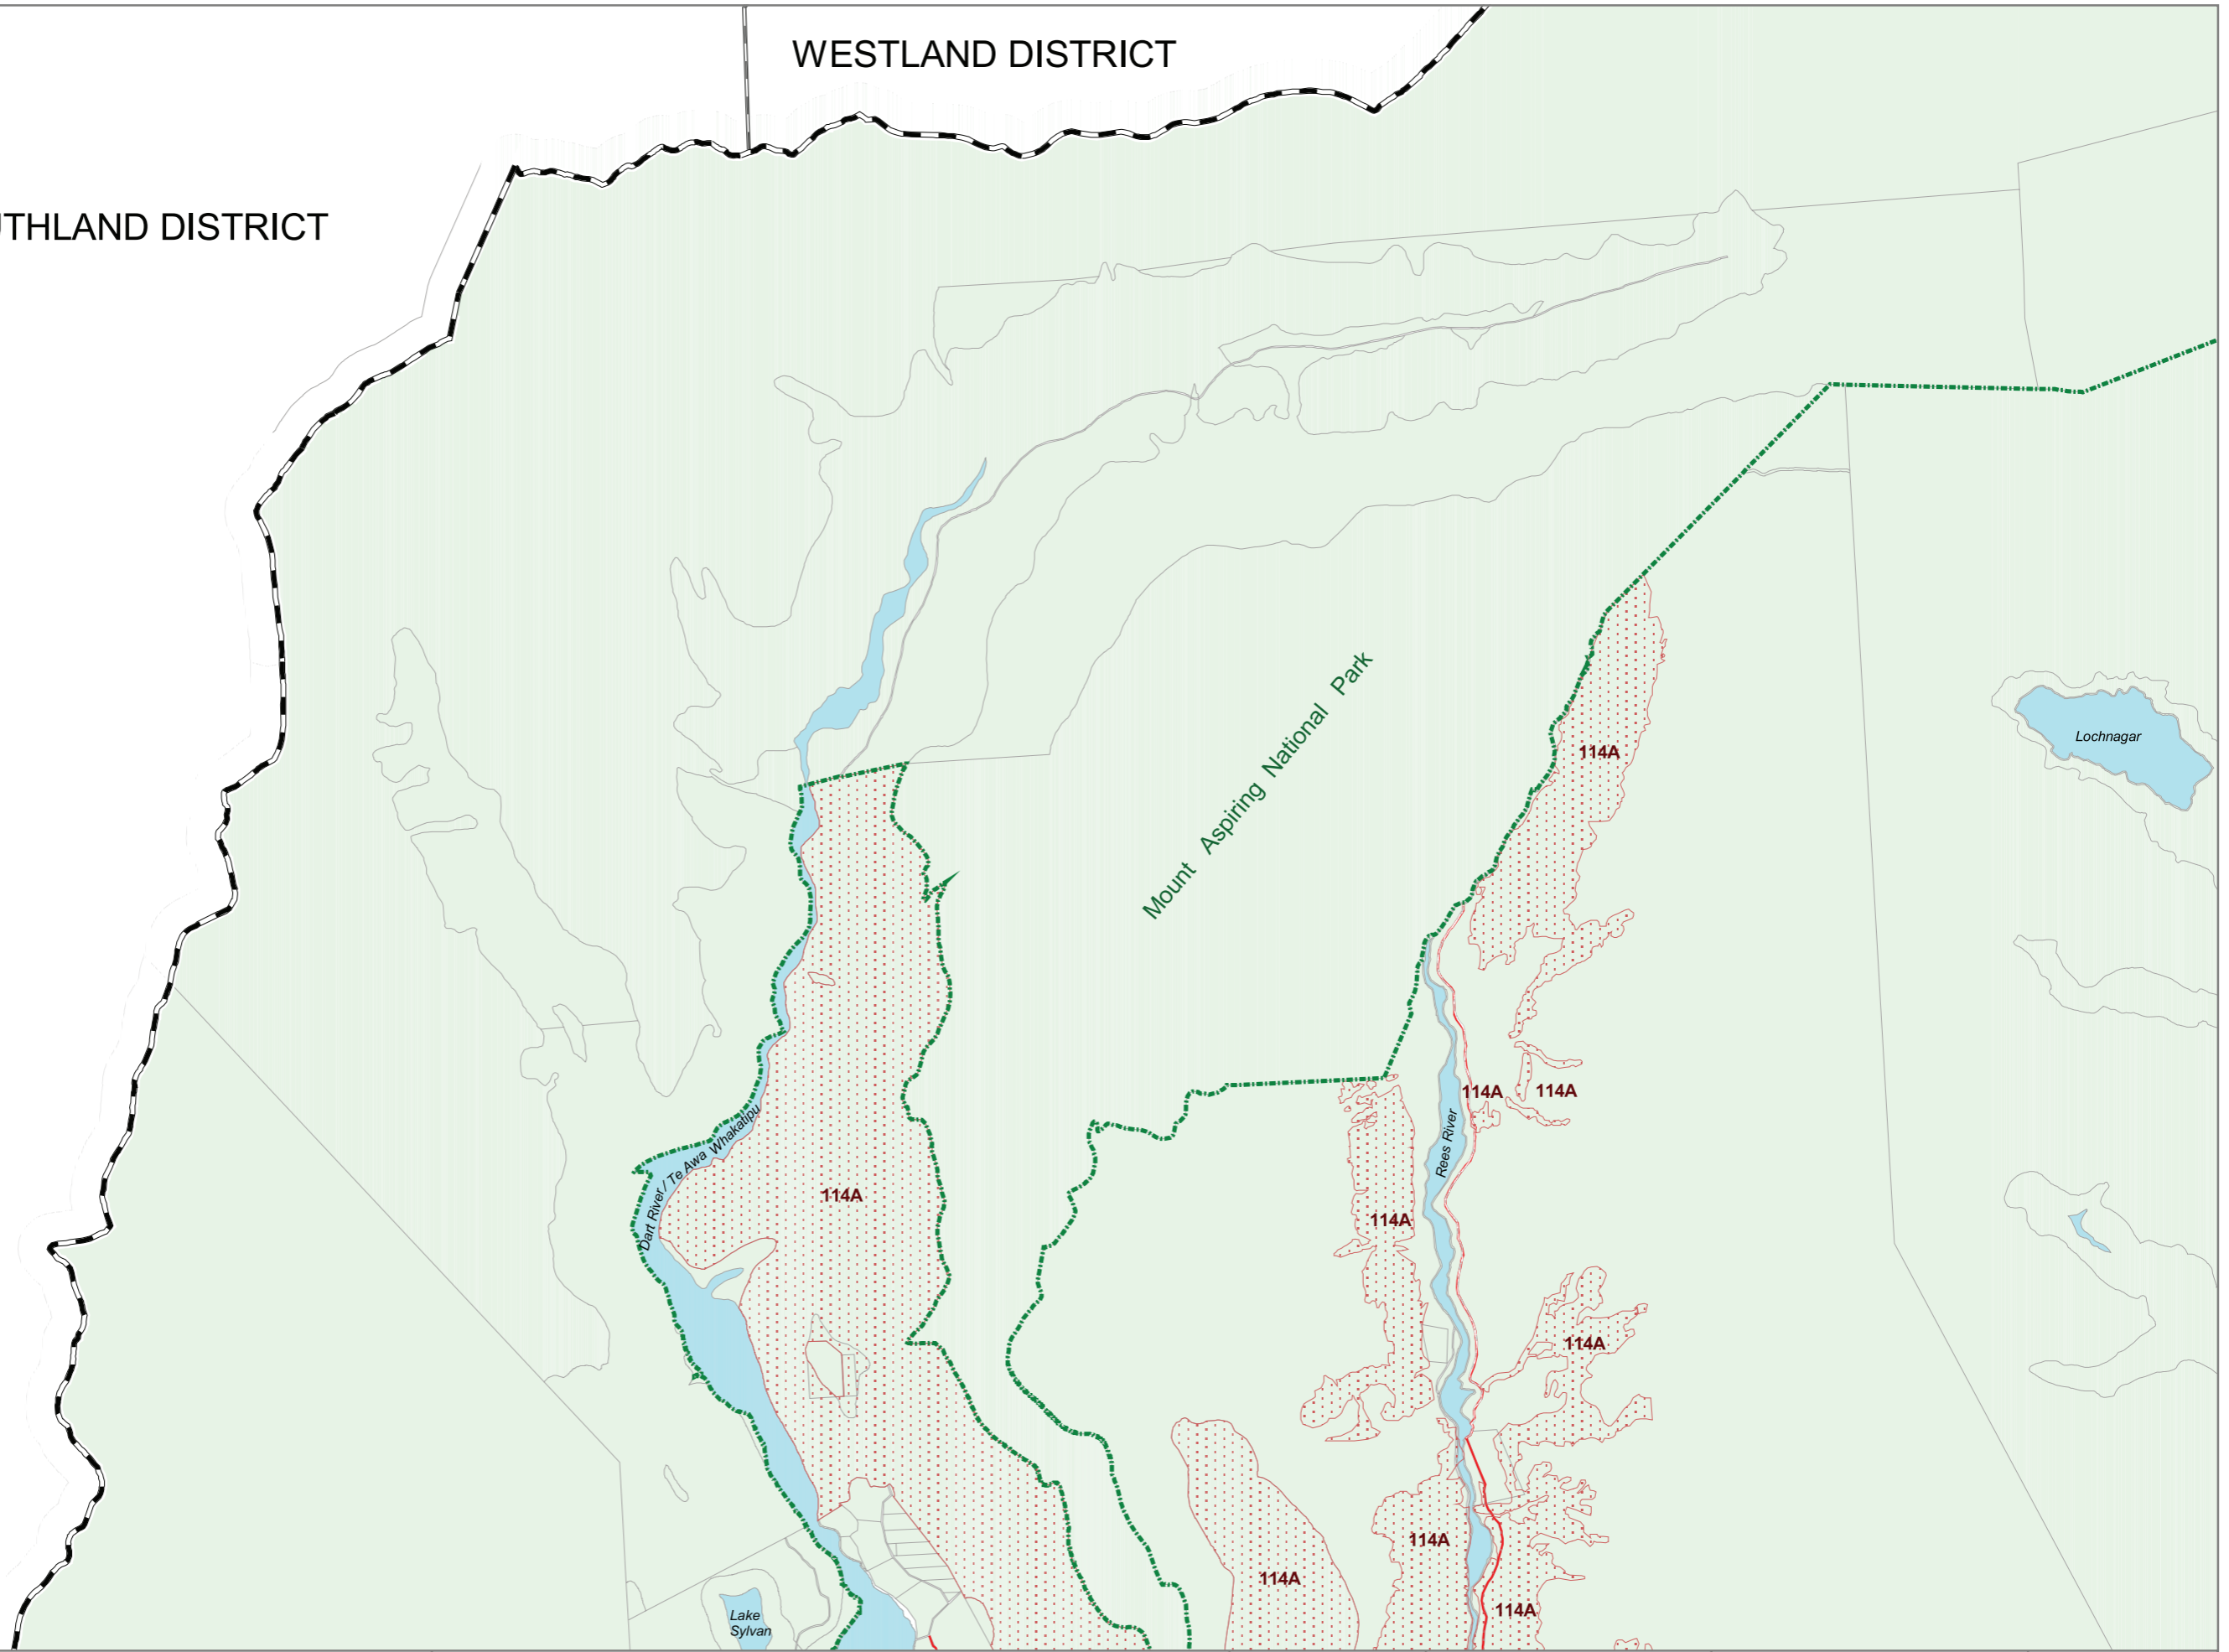 WESTLAND DISTRICT
UTHLAND DISTRICT
Mount Aspiring National Park
114A
Lochnagar
114A
114A
Rees River
Dart River / Te Awa Whakatipu
114A
114A
114A
114A
114A
114A
Lake
Sylvan